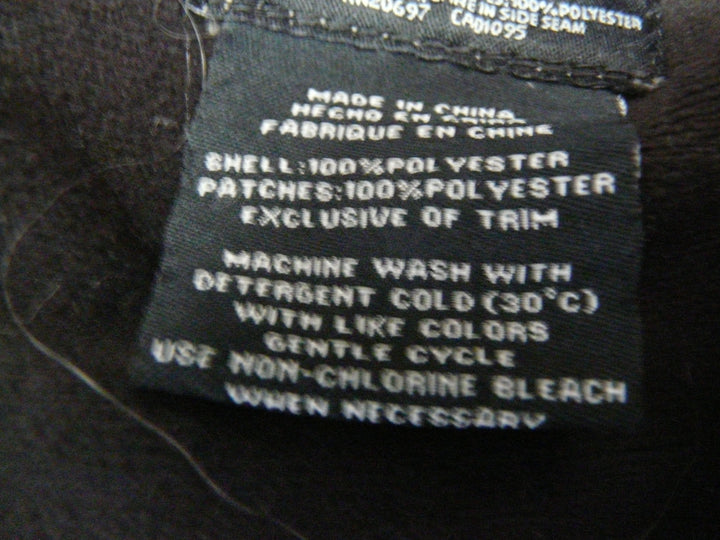 100%POLYESTER
IN SIDE SEAM
CA01095
MADE IN CHINA
HECHO EN CHINA
FABRIQUE EN CHINE
SHELL:100%POLYESTER
PATCHES:100%POLYESTER
EXCLUSIVE OF TRIM
MACHINE WASH WITH
DETERGENT COLD (30°C)
WITH LIKE COLORS
GENTLE CYCLE
USE NON-CHLORINE BLEACH
WHEN NECESSARY